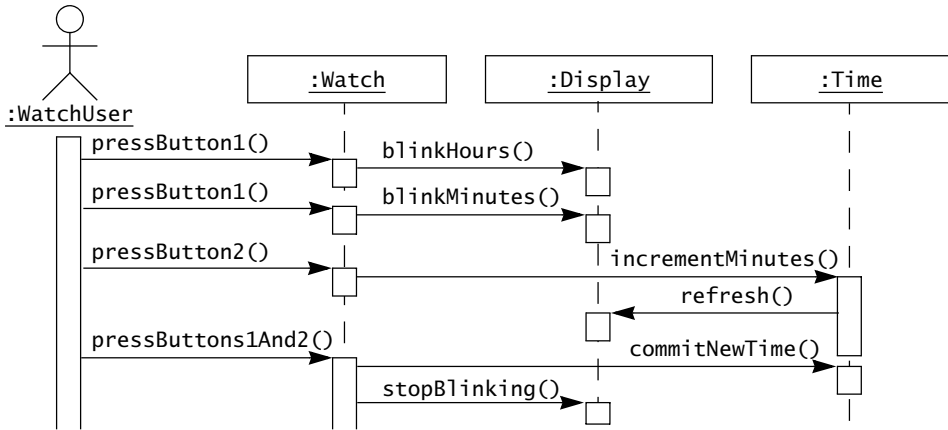 :Watch
:Display
:Time
:WatchUser
pressButton1()
blinkHours()
pressButton1()
blinkMinutes()
pressButton2()
incrementMinutes()
refresh()
pressButtons1And2()
commitNewTime()
stopBlinking()